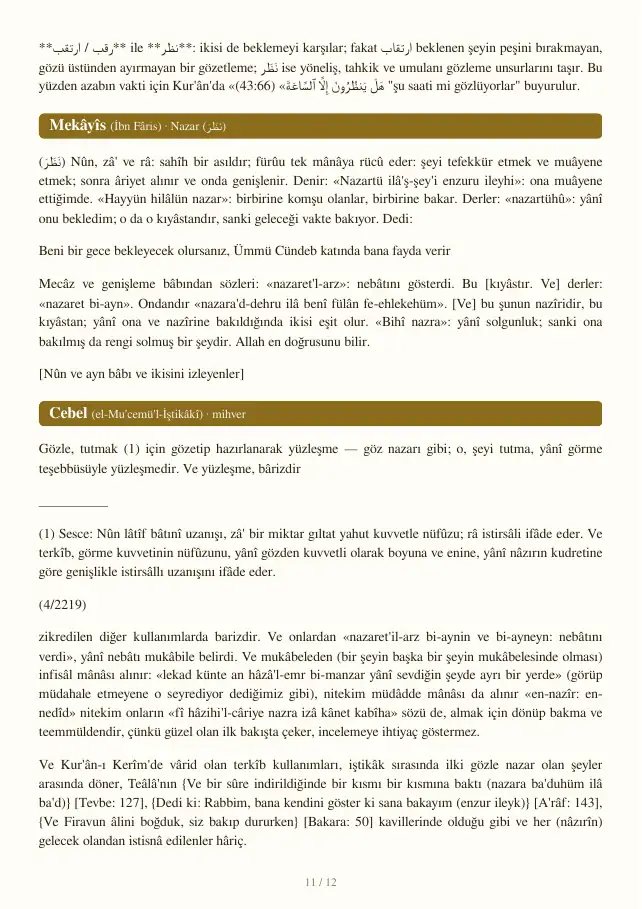 **رقب / ارتقب** ile **نظر**: ikisi de beklemeyi karşılar; fakat ارتقاب beklenen şeyin peşini bırakmayan,
gözü üstünden ayırmayan bir gözetleme; نَظَر ise yöneliş, tahkik ve umulanı gözleme unsurlarını taşır. Bu
yüzden azabın vakti için Kur'ân'da «هَلْ يَنظُرُونَ إِلَّا ٱلسَّاعَةَ» (43:66) "şu saati mi gözlüyorlar" buyurulur.
Mekâyîs (İbn Fâris) · Nazar (نَظَرَ)
(نَظَرَ) Nûn, zâ' ve râ: sahîh bir asıldır; fürûu tek mânâya rücû eder: şeyi tefekkür etmek ve muâyene
etmek; sonra âriyet alınır ve onda genişlenir. Denir: «Nazartü ilâ'ş-şey'i enzuru ileyhi»: ona muâyene
ettiğimde. «Hayyün hilâlün nazar»: birbirine komşu olanlar, birbirine bakar. Derler: «nazartühû»: yânî
onu bekledim; o da o kıyâstandır, sanki geleceği vakte bakıyor. Dedi:
Beni bir gece bekleyecek olursanız, Ümmü Cündeb katında bana fayda verir
Mecâz ve genişleme bâbından sözleri: «nazaret'l-arz»: nebâtını gösterdi. Bu [kıyâstır. Ve] derler:
«nazaret bi-ayn». Ondandır «nazara'd-dehru ilâ benî fülân fe-ehlekehüm». [Ve] bu şunun nazîridir, bu
kıyâstan; yânî ona ve nazîrine bakıldığında ikisi eşit olur. «Bihî nazra»: yânî solgunluk; sanki ona
bakılmış da rengi solmuş bir şeydir. Allah en doğrusunu bilir.
[Nûn ve ayn bâbı ve ikisini izleyenler]
Cebel (el-Mu'cemü'l-İştikâkî) · mihver
Gözle, tutmak (1) için gözetip hazırlanarak yüzleşme — göz nazarı gibi; o, şeyi tutma, yânî görme
teşebbüsüyle yüzleşmedir. Ve yüzleşme, bârizdir
(1) Sesce: Nûn lâtîf bâtınî uzanışı, zâ' bir miktar gıltat yahut kuvvetle nüfûzu; râ istirsâli ifâde eder. Ve
terkîb, görme kuvvetinin nüfûzunu, yânî gözden kuvvetli olarak boyuna ve enine, yânî nâzırın kudretine
göre genişlikle istirsâllı uzanışını ifâde eder.
(4/2219)
zikredilen diğer kullanımlarda barizdir. Ve onlardan «nazaret'il-arz bi-aynin ve bi-ayneyn: nebâtını
verdi», yânî nebâtı mukâbile belirdi. Ve mukâbeleden (bir şeyin başka bir şeyin mukâbelesinde olması)
infisâl mânâsı alınır: «lekad künte an hâzâ'l-emr bi-manzar yânî sevdiğin şeyde ayrı bir yerde» (görüp
müdahale etmeyene o seyrediyor dediğimiz gibi), nitekim müdâdde mânâsı da alınır «en-nazîr: en-
nedîd» nitekim onların «fî hâzihi'l-câriye nazra izâ kânet kabîha» sözü de, almak için dönüp bakma ve
teemmüldendir, çünkü güzel olan ilk bakışta çeker, incelemeye ihtiyaç göstermez.
Ve Kur'ân-ı Kerîm'de vârid olan terkîb kullanımları, iştikâk sırasında ilki gözle nazar olan şeyler
arasında döner, Teâlâ'nın {Ve bir sûre indirildiğinde bir kısmı bir kısmına baktı (nazara ba'duhüm ilâ
ba'd)} [Tevbe: 127], {Dedi ki: Rabbim, bana kendini göster ki sana bakayım (enzur ileyk)} [A'râf: 143],
{Ve Firavun âlini boğduk, siz bakıp dururken} [Bakara: 50] kavillerinde olduğu gibi ve her (nâzırîn)
gelecek olandan istisnâ edilenler hâriç.
11 / 12